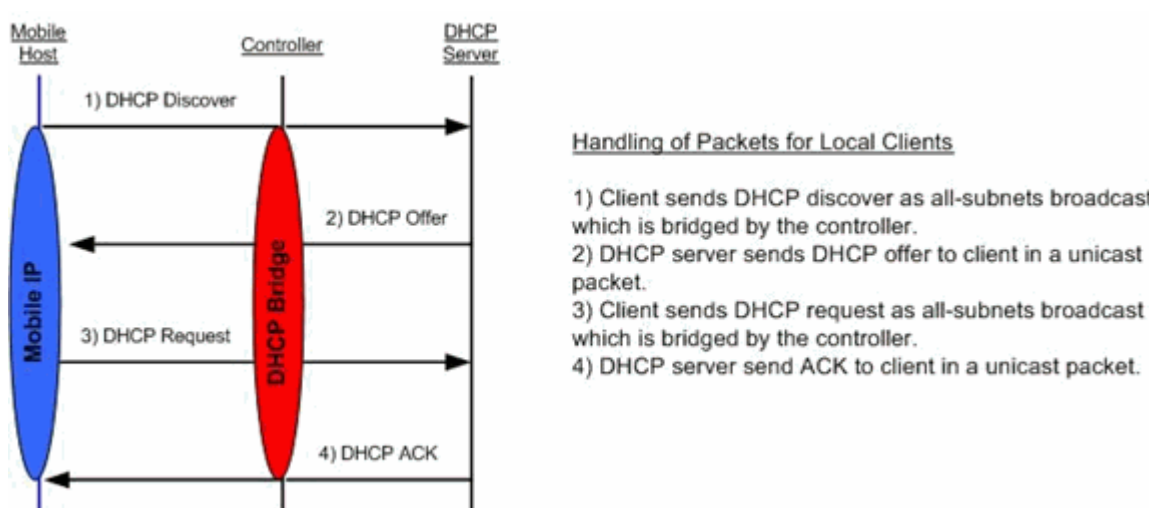 Mobile
Host
Controller
DHCP
Server
1) DHCP Discover
2) DHCP Offer
3) DHCP Request
4) DHCP ACK
Mobile IP
DHCP Bridge
Handling of Packets for Local Clients
1) Client sends DHCP discover as all-subnets broadcast
which is bridged by the controller.
2) DHCP server sends DHCP offer to client in a unicast
packet.
3) Client sends DHCP request as all-subnets broadcast
which is bridged by the controller.
4) DHCP server send ACK to client in a unicast packet.